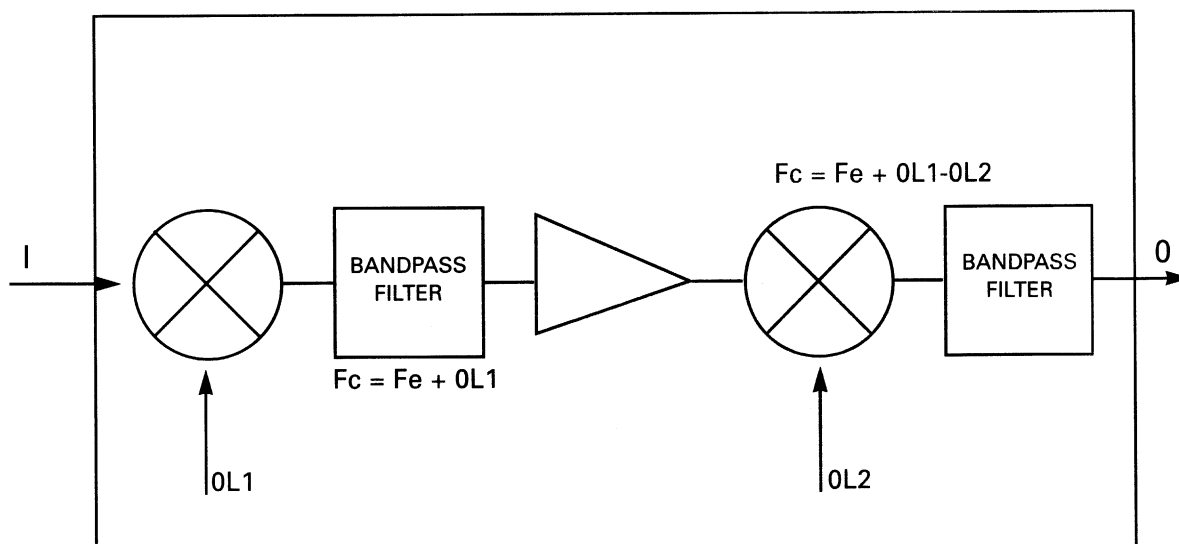 Fc = Fe + 0L1-0L2
I
BANDPASS
FILTER
BANDPASS
FILTER
0
Fc = Fe + 0L1
0L1
0L2